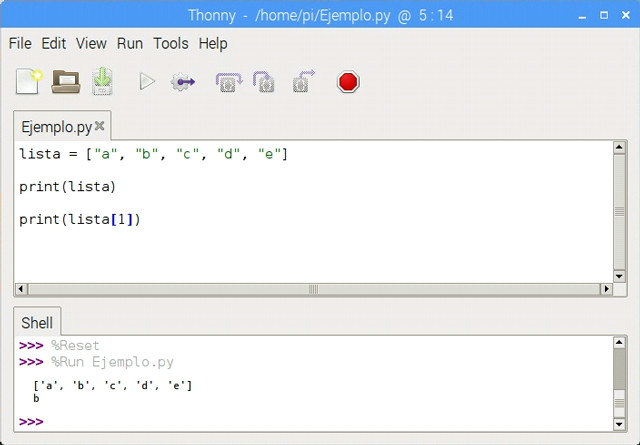 Thonny - /home/pi/Ejemplo.py @ 5:14
File Edit View Run Tools Help
Ejemplo.py
lista = ["a", "b", "c", "d", "e"]
print(lista)
print(lista[1])
Shell
>>> %Reset
>>> %Run Ejemplo.py
['a', 'b', 'c', 'd', 'e']
b
>>>